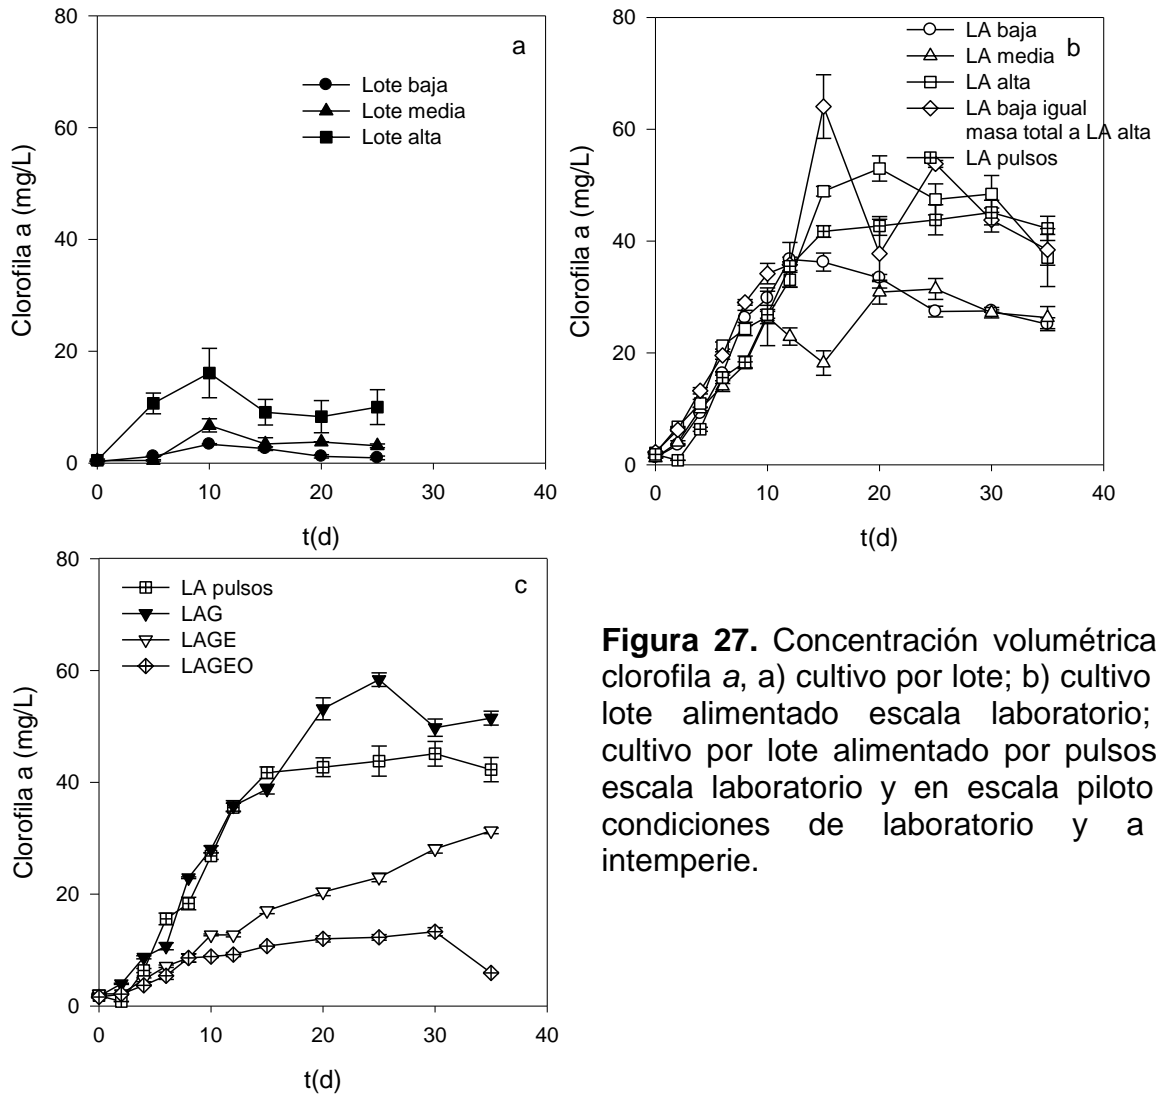 80
60
40
20
0
Clorofila a (mg/L)
a
Lote baja
Lote media
Lote alta
0
10
20
30
40
t(d)
80
60
40
20
0
Clorofila a (mg/L)
LA baja
b
LA media
LA alta
LA baja igual
masa total a LA alta
LA pulsos
0
10
20
30
40
t(d)
80
60
40
20
0
Clorofila a (mg/L)
c
LA pulsos
LAG
LAGE
LAGEO
0
10
20
30
40
t(d)
Figura 27. Concentración volumétrica
clorofila a, a) cultivo por lote; b) cultivo
lote alimentado escala laboratorio;
cultivo por lote alimentado por pulsos
escala laboratorio y en escala piloto
condiciones de laboratorio y a
intemperie.